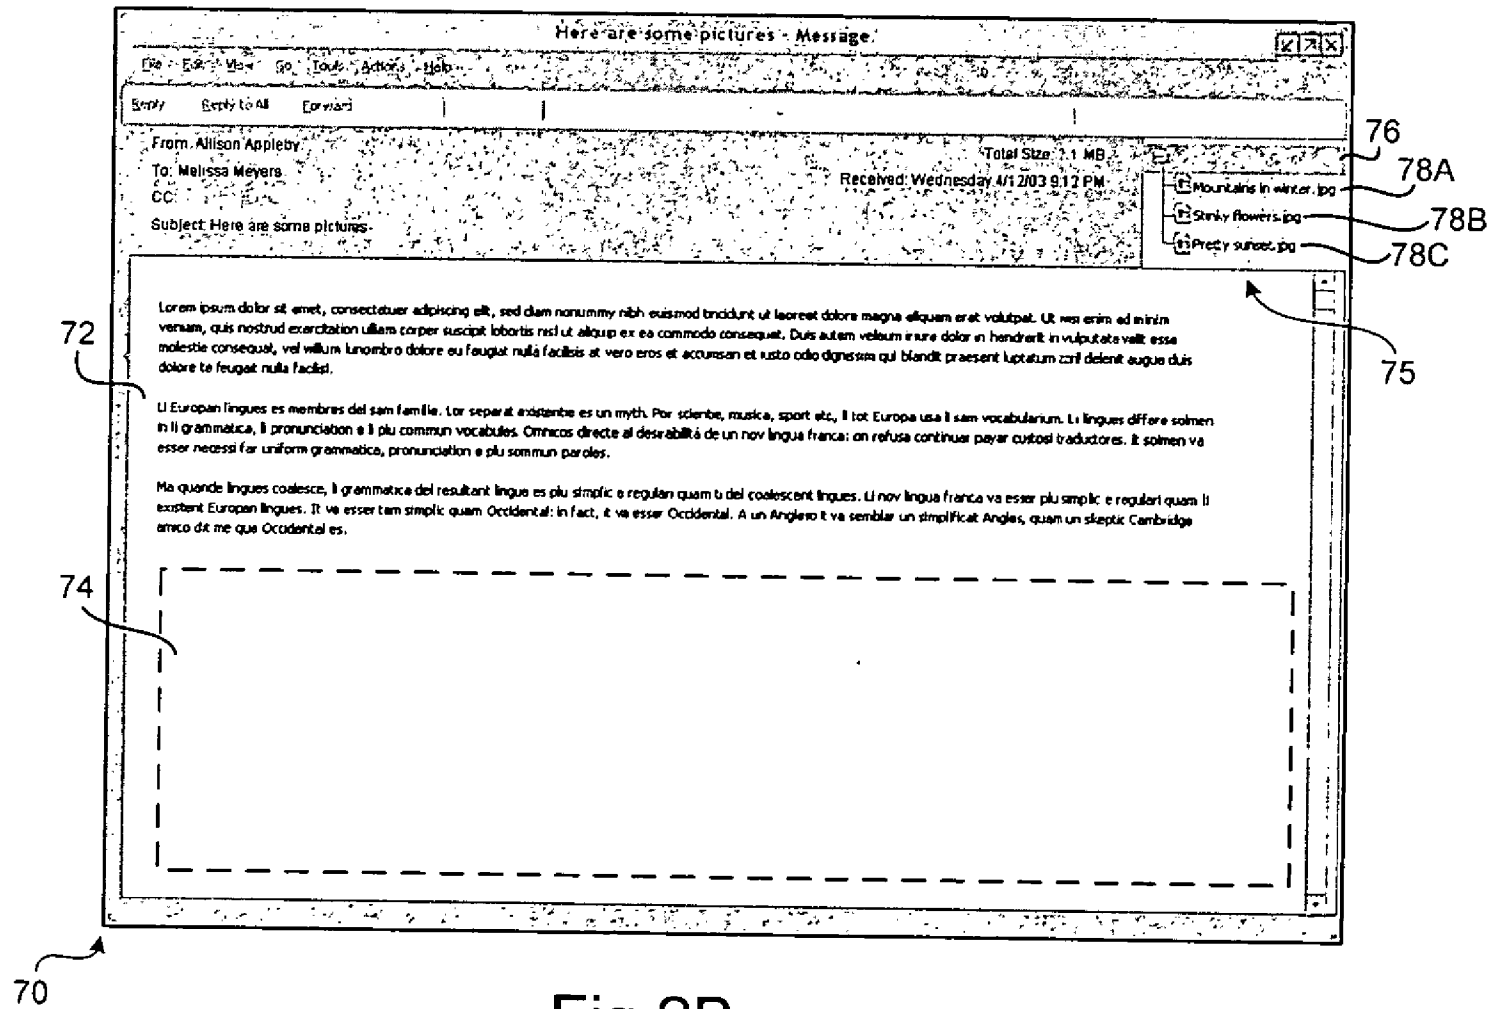 Here are some pictures - Message
File Edit View Go Tools Actions Help
Reply Reply to All Forward
From: Allison Appleby
To: Melissa Meyers
CC:
Subject: Here are some pictures
Total Size: 1.1 MB
Received: Wednesday 4/12/03 9:13 PM
76
Mountains in winter.jpg 78A
Stinky flowers.jpg 78B
Pretty sunset.jpg 78C
75
72
Lorem ipsum dolor sit amet, consectetuer adipiscing elit, sed diam nonummy nibh euismod tincidunt ut laoreet dolore magna aliquam erat volutpat. Ut wisi enim ad minim
veniam, quis nostrud exercitation ullam corper suscipit lobortis nisl ut aliquip ex ea commodo consequat. Duis autem veleum iriure dolor in hendrerit in vulputate velit esse
molestie consequat, vel willum lunombro dolore eu feugiat nulla facilisis at vero eros et accumsan et iusto odio dignissim qui blandit praesent luptatum zzril delenit augue duis
dolore te feugait nulla facilisi.
Li Europan lingues es membres del sam familie. Lor separat existentie es un myth. Por scientie, musica, sport etc., li tot Europa usa li sam vocabularium. Li lingues differe solmen
in li grammatica, li pronunciation e li plu commun vocabules. Omnicos directe al desirabilitá de un nov lingua franca: on refusa continuar payar custosi traductores. It solmen va
esser necessi far uniform grammatica, pronunciation e plu sommun paroles.
Ma quande lingues coalesce, li grammatica del resultant lingue es plu simplic e regulari quam ti del coalescent lingues. Li nov lingua franca va esser plu simplic e regulari quam li
existent Europan lingues. It va esser tam simplic quam Occidental: in fact, it va esser Occidental. A un Angleso it va semblar un simplificat Angles, quam un skeptic Cambridge
amico dit me que Occidental es.
74
70